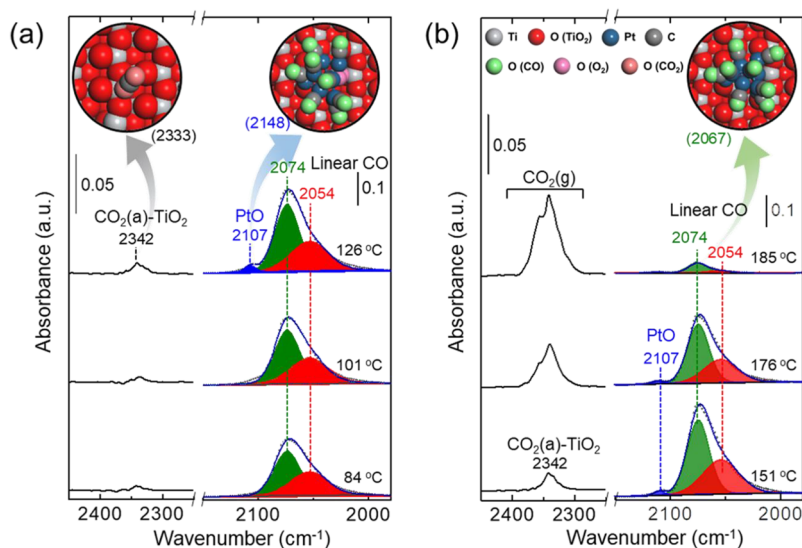 (a)
(2333)
(2148)
0.05
CO₂(a)-TiO₂
2342
PtO
2107
2074
Linear CO
2054
0.1
126 °C
101 °C
84 °C
Absorbance (a.u.)
2400 2300 2100 2000
Wavenumber (cm⁻¹)
(b)
Ti O (TiO₂) Pt C
O (CO) O (O₂) O (CO₂)
(2067)
0.05
CO₂(g)
Linear CO
0.1
2074
2054
185 °C
PtO
2107
176 °C
CO₂(a)-TiO₂
2342
151 °C
Absorbance (a.u.)
2400 2300 2100 2000
Wavenumber (cm⁻¹)